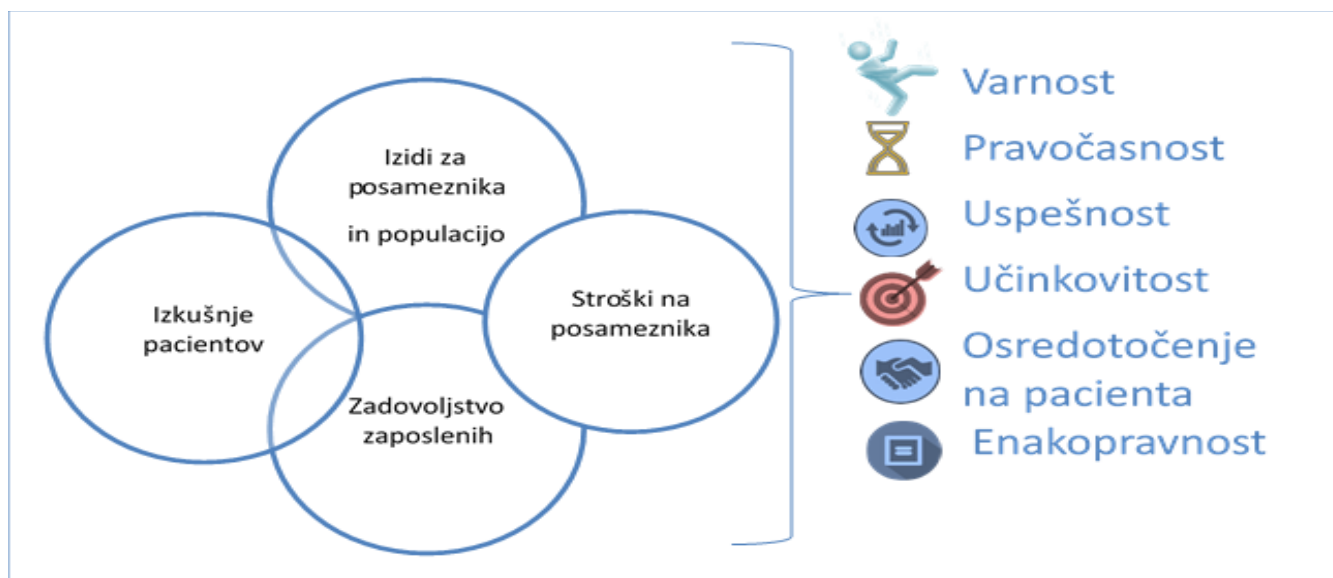 Izidi za
posameznika
in populacijo
Izkušnje
pacientov
Stroški na
posameznika
Zadovoljstvo
zaposlenih
Varnost
Pravočasnost
Uspešnost
Učinkovitost
Osredotočenje
na pacienta
Enakopravnost